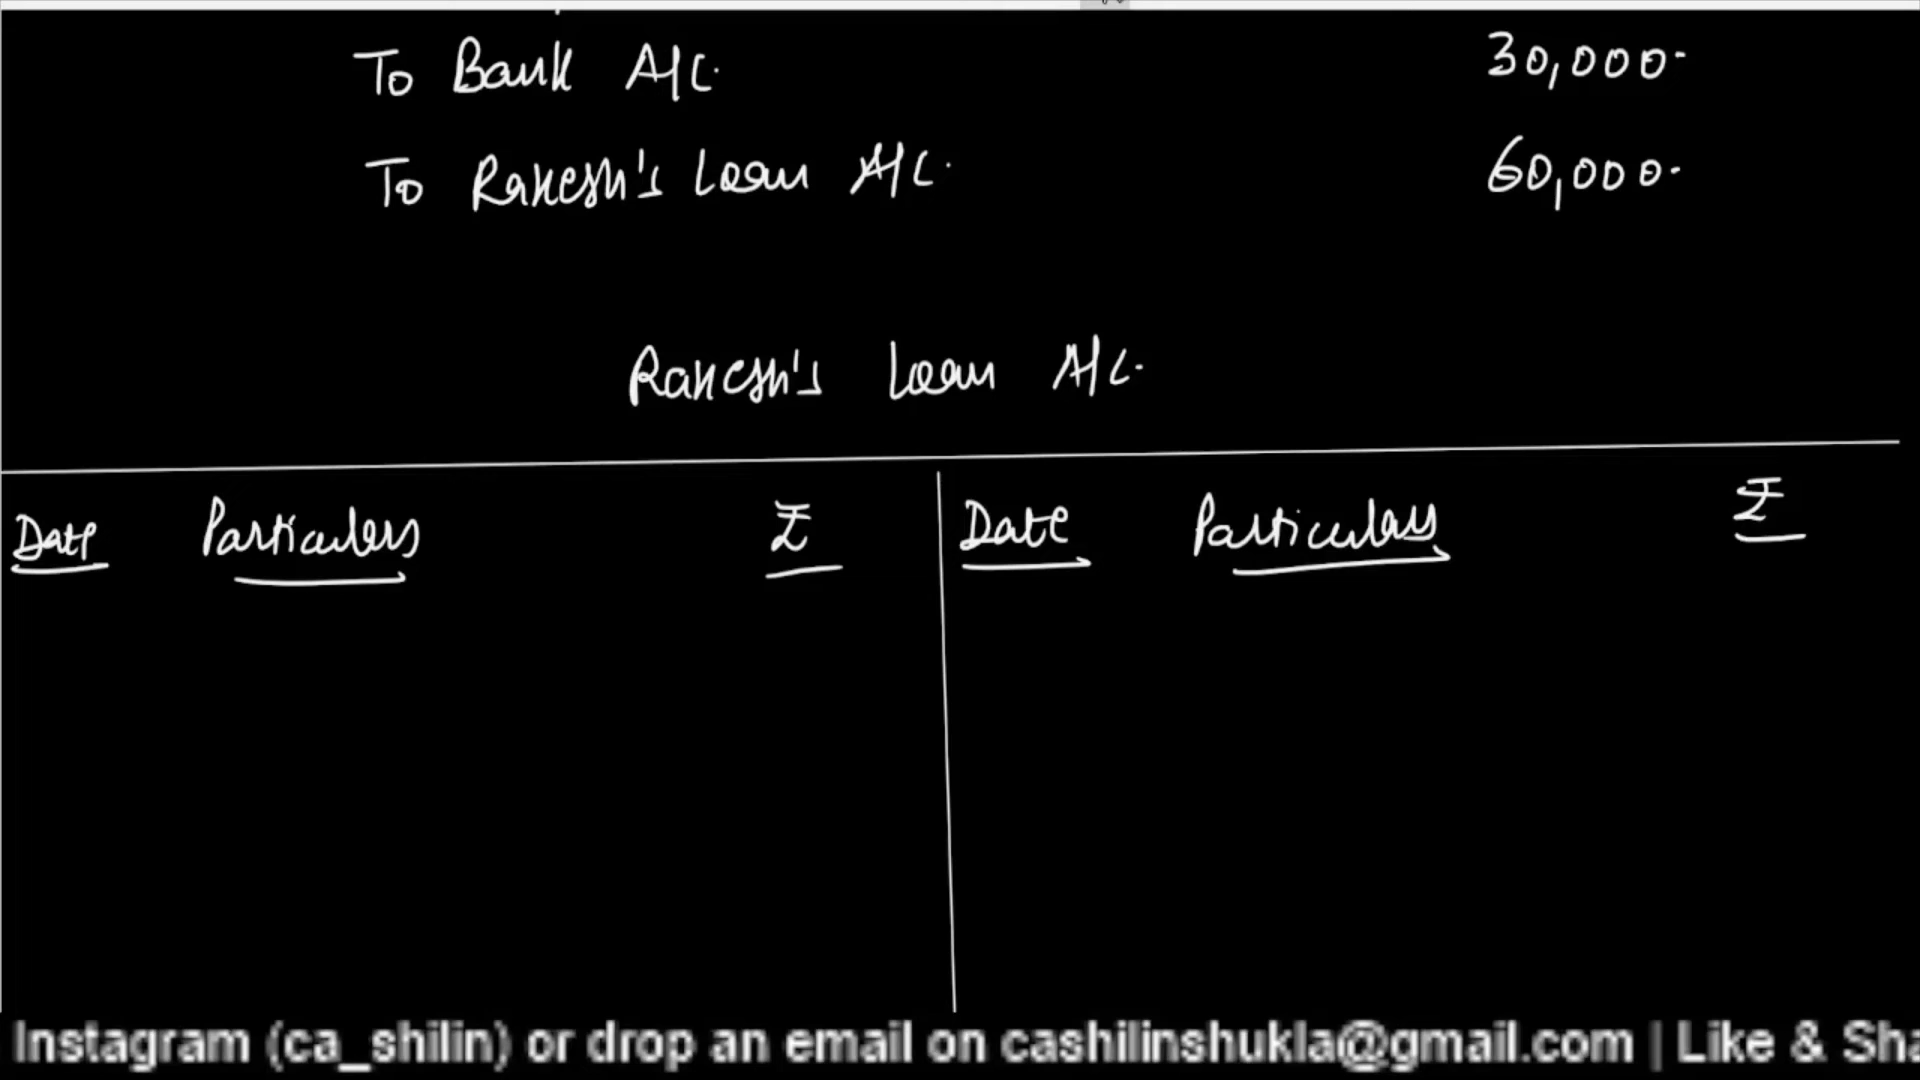 To Bank A/c. 30,000-
To Rakesh's Loan A/c. 60,000-
Rakesh's Loan A/c.
Date Particulars ₹ Date Particulars ₹
Instagram (ca_shilin) or drop an email on cashilinshukla@gmail.com | Like & Sha